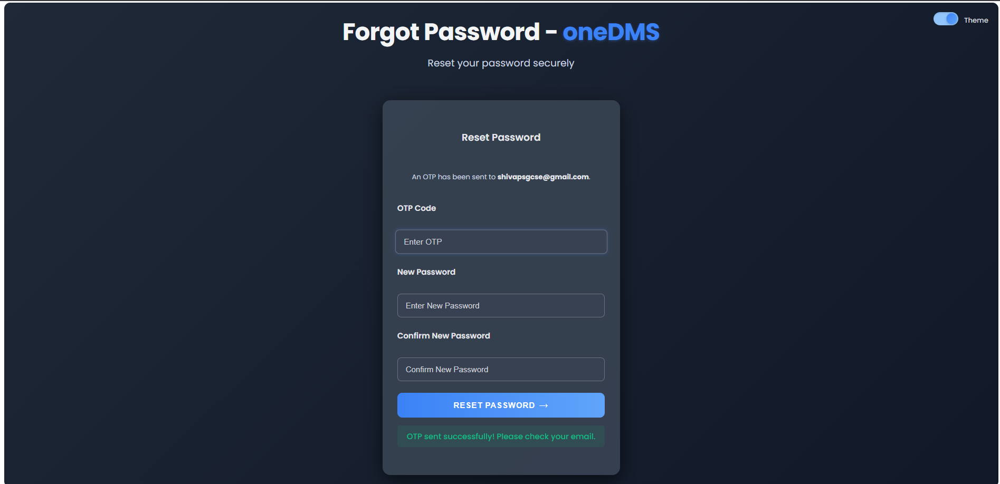 Theme
Forgot Password - oneDMS
Reset your password securely
Reset Password
An OTP has been sent to shivapsgcse@gmail.com.
OTP Code
Enter OTP
New Password
Enter New Password
Confirm New Password
Confirm New Password
RESET PASSWORD →
OTP sent successfully! Please check your email.